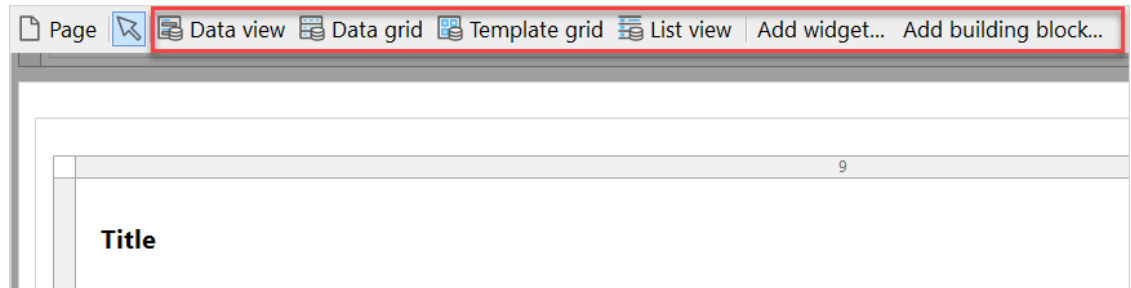 Page Data view Data grid Template grid List view Add widget... Add building block...
9
Title